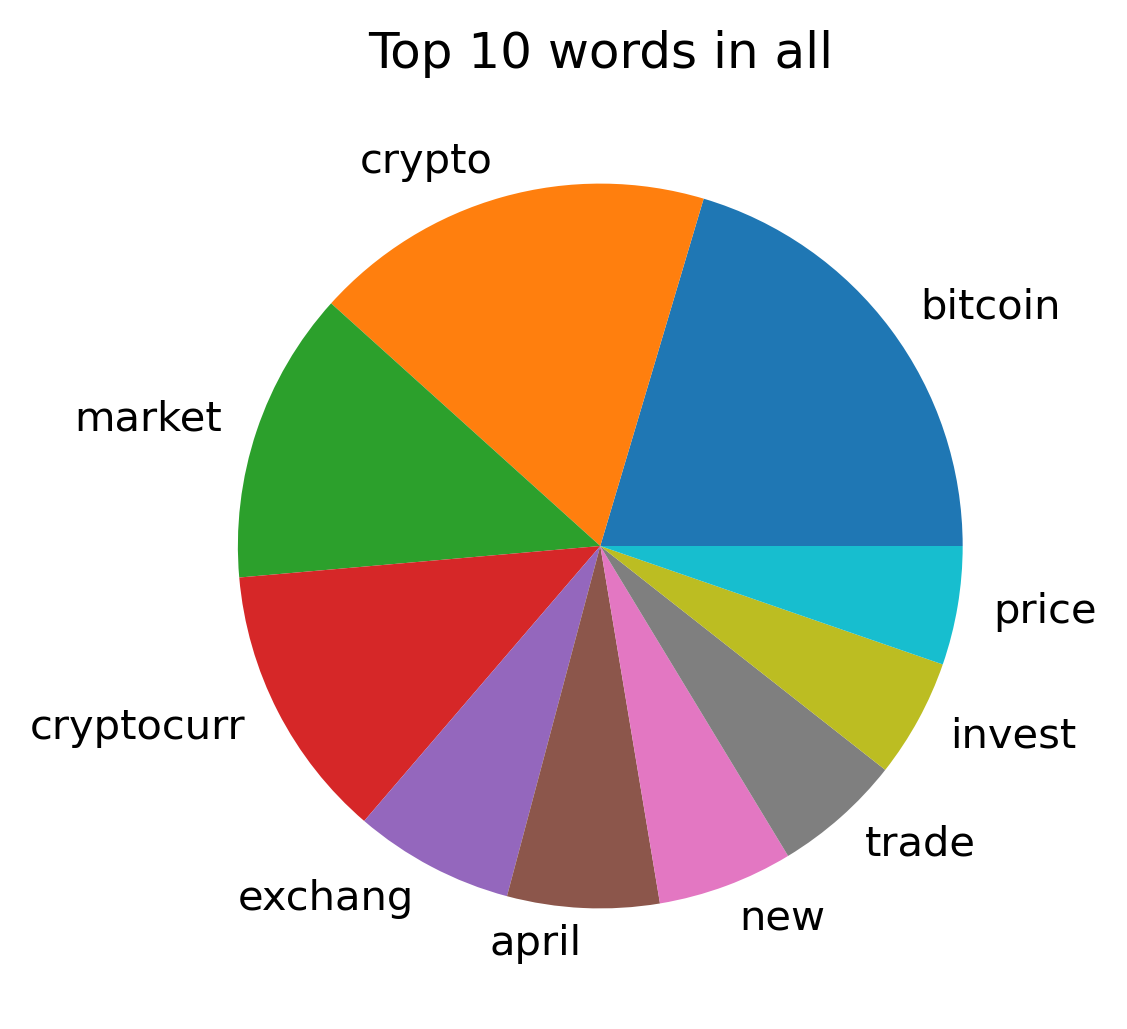 Top 10 words in all
crypto
bitcoin
market
price
cryptocurr
invest
trade
exchang
new
april